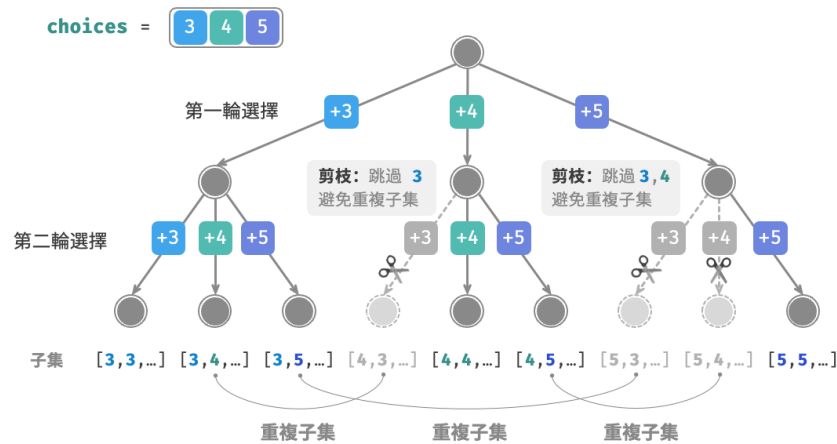 choices = 3 4 5
第一輪選擇
+3 +4 +5
剪枝：跳過 3
避免重複子集
剪枝：跳過 3,4
避免重複子集
第二輪選擇
+3 +4 +5 +3 +4 +5 +3 +4 +5
子集 [3,3,…] [3,4,…] [3,5,…] [4,3,…] [4,4,…] [4,5,…] [5,3,…] [5,4,…] [5,5,…]
重複子集 重複子集 重複子集